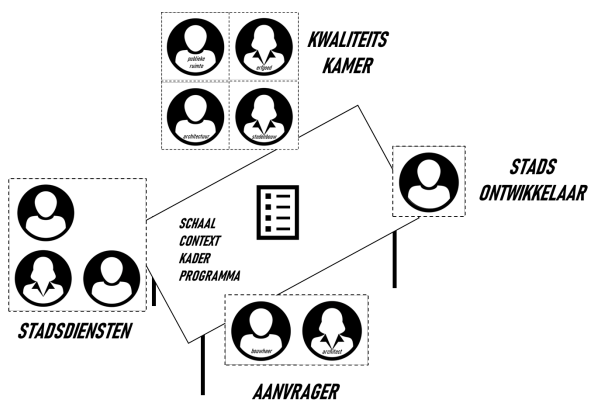 KWALITEITS
KAMER
publieke
ruimte
erfgoed
architectuur
stedenbouw
STADS
ONTWIKKELAAR
SCHAAL
CONTEXT
KADER
PROGRAMMA
STADSDIENSTEN
bouwheer
architect
AANVRAGER